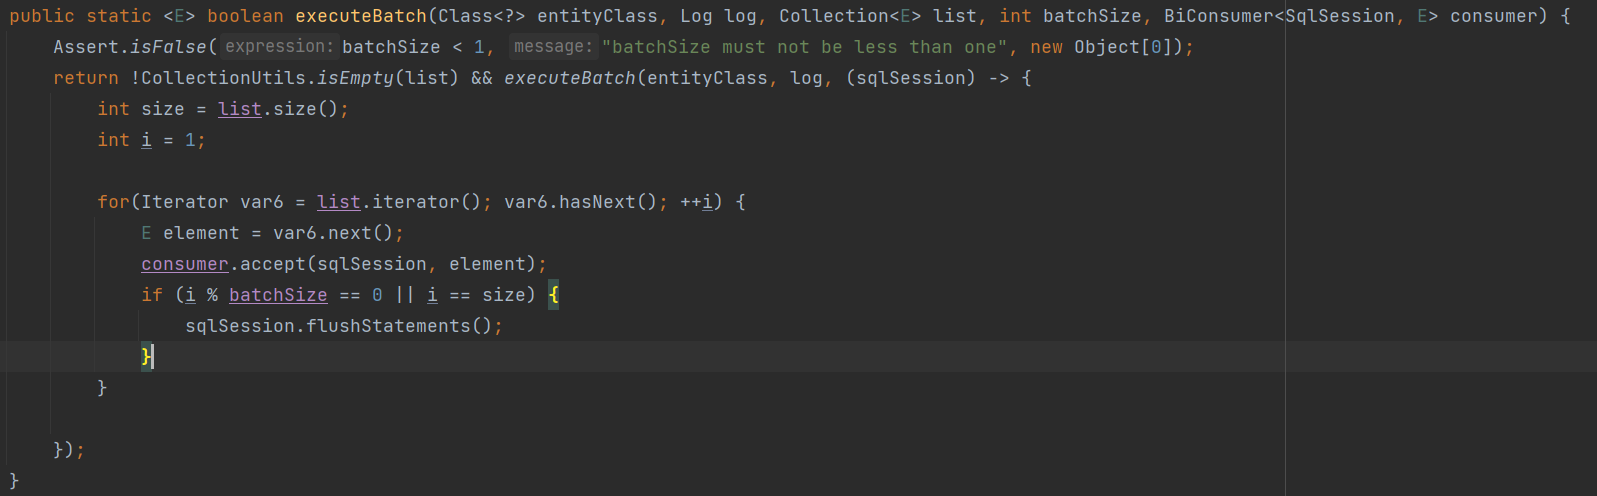 public static <E> boolean executeBatch(Class<?> entityClass, Log log, Collection<E> list, int batchSize, BiConsumer<SqlSession, E> consumer) {
    Assert.isFalse( expression: batchSize < 1, message: "batchSize must not be less than one", new Object[0]);
    return !CollectionUtils.isEmpty(list) && executeBatch(entityClass, log, (sqlSession) -> {
        int size = list.size();
        int i = 1;

        for(Iterator var6 = list.iterator(); var6.hasNext(); ++i) {
            E element = var6.next();
            consumer.accept(sqlSession, element);
            if (i % batchSize == 0 || i == size) {
                sqlSession.flushStatements();
            }
        }

    });
}